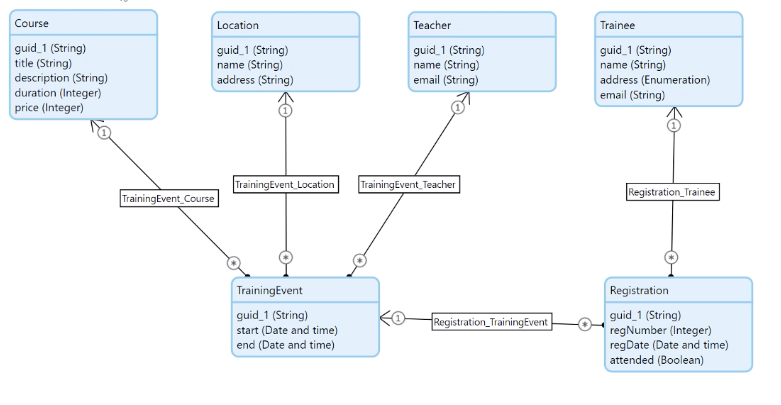 Course
guid_1 (String)
title (String)
description (String)
duration (Integer)
price (Integer)
Location
guid_1 (String)
name (String)
address (String)
Teacher
guid_1 (String)
name (String)
email (String)
Trainee
guid_1 (String)
name (String)
address (Enumeration)
email (String)
1
1
1
1
TrainingEvent_Course
TrainingEvent_Location
TrainingEvent_Teacher
Registration_Trainee
*
*
*
*
TrainingEvent
guid_1 (String)
start (Date and time)
end (Date and time)
1
Registration_TrainingEvent
*
Registration
guid_1 (String)
regNumber (Integer)
regDate (Date and time)
attended (Boolean)